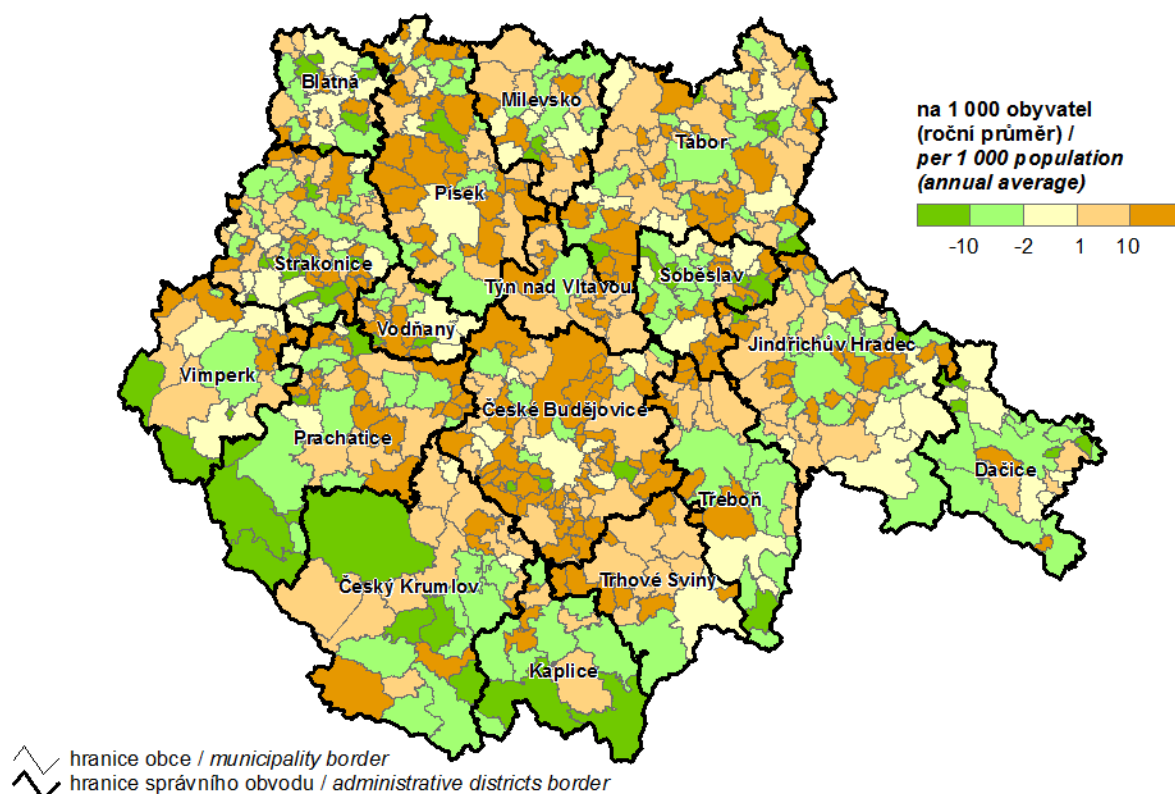 Blatná
Milevsko
Tábor
Písek
Strakonice
Soběslav
Týn nad Vltavou
Vodňany
Jindřichův Hradec
Vimperk
České Budějovice
Prachatice
Dačice
Třeboň
Český Krumlov
Trhové Sviny
Kaplice
na 1 000 obyvatel
(roční průměr) /
per 1 000 population
(annual average)
-10 -2 1 10
hranice obce / municipality border
hranice správního obvodu / administrative districts border